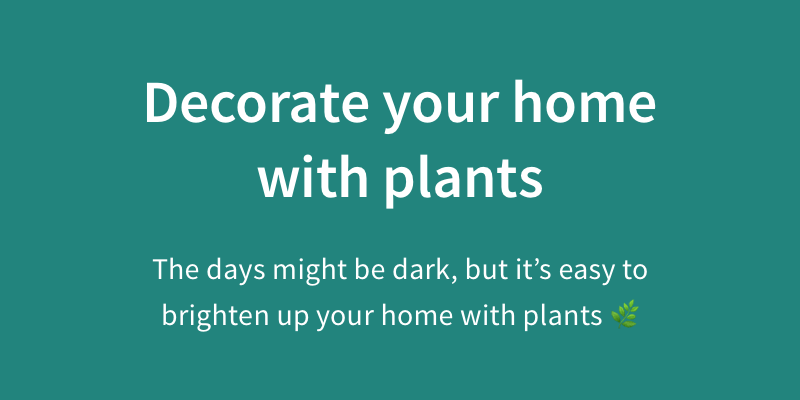 Decorate your home
with plants
The days might be dark, but it’s easy to
brighten up your home with plants 🌿